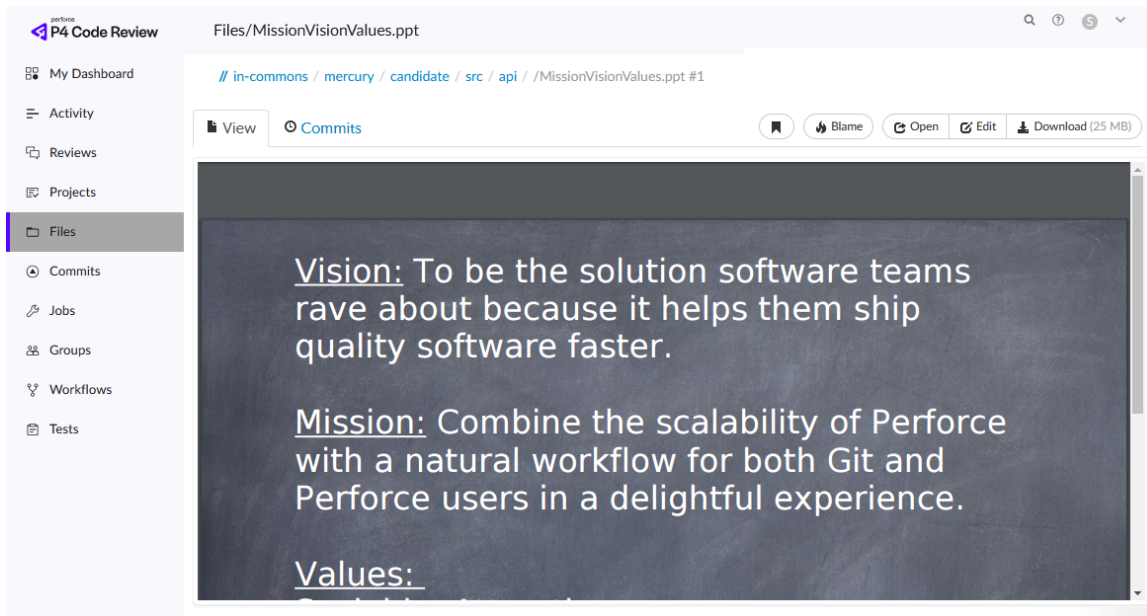 perforce
P4 Code Review
Files/MissionVisionValues.ppt
S
My Dashboard
Activity
Reviews
Projects
Files
Commits
Jobs
Groups
Workflows
Tests
// in-commons / mercury / candidate / src / api / /MissionVisionValues.ppt #1
View
Commits
Blame
Open
Edit
Download (25 MB)
Vision: To be the solution software teams
rave about because it helps them ship
quality software faster.
Mission: Combine the scalability of Perforce
with a natural workflow for both Git and
Perforce users in a delightful experience.
Values: